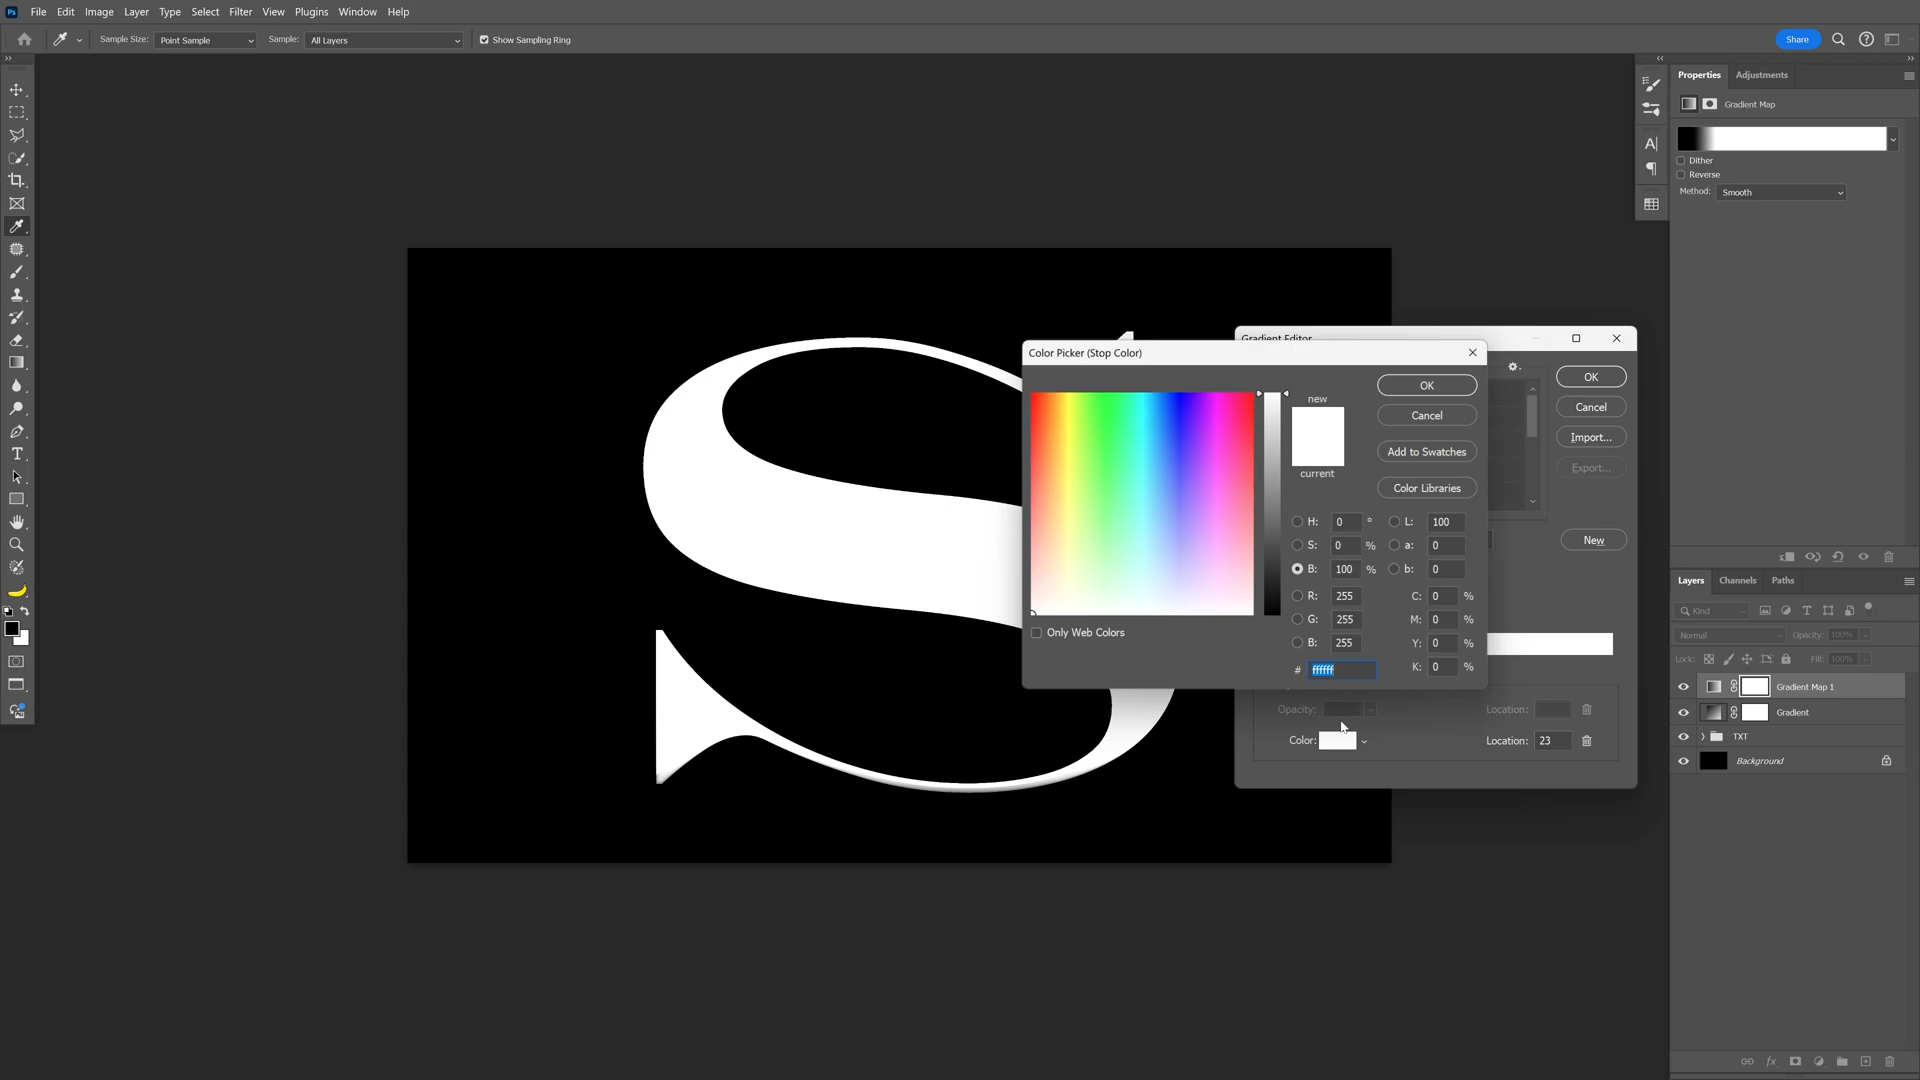 Ps File Edit Image Layer Type Select Filter View Plugins Window Help
Sample Size: Point Sample Sample: All Layers Show Sampling Ring Share
Properties Adjustments
Gradient Map
Dither
Reverse
Method: Smooth
Gradient Editor
OK
Cancel
Import...
Export...
New
Opacity: Location:
Color: Location: 23
Color Picker (Stop Color)
new
current
OK
Cancel
Add to Swatches
Color Libraries
H: 0 ° L: 100
S: 0 % a: 0
B: 100 % b: 0
R: 255 C: 0 %
G: 255 M: 0 %
B: 255 Y: 0 %
# ffffff K: 0 %
Only Web Colors
S
Layers Channels Paths
Kind
Normal Opacity: 100%
Lock: Fill: 100%
Gradient Map 1
Gradient
TXT
Background